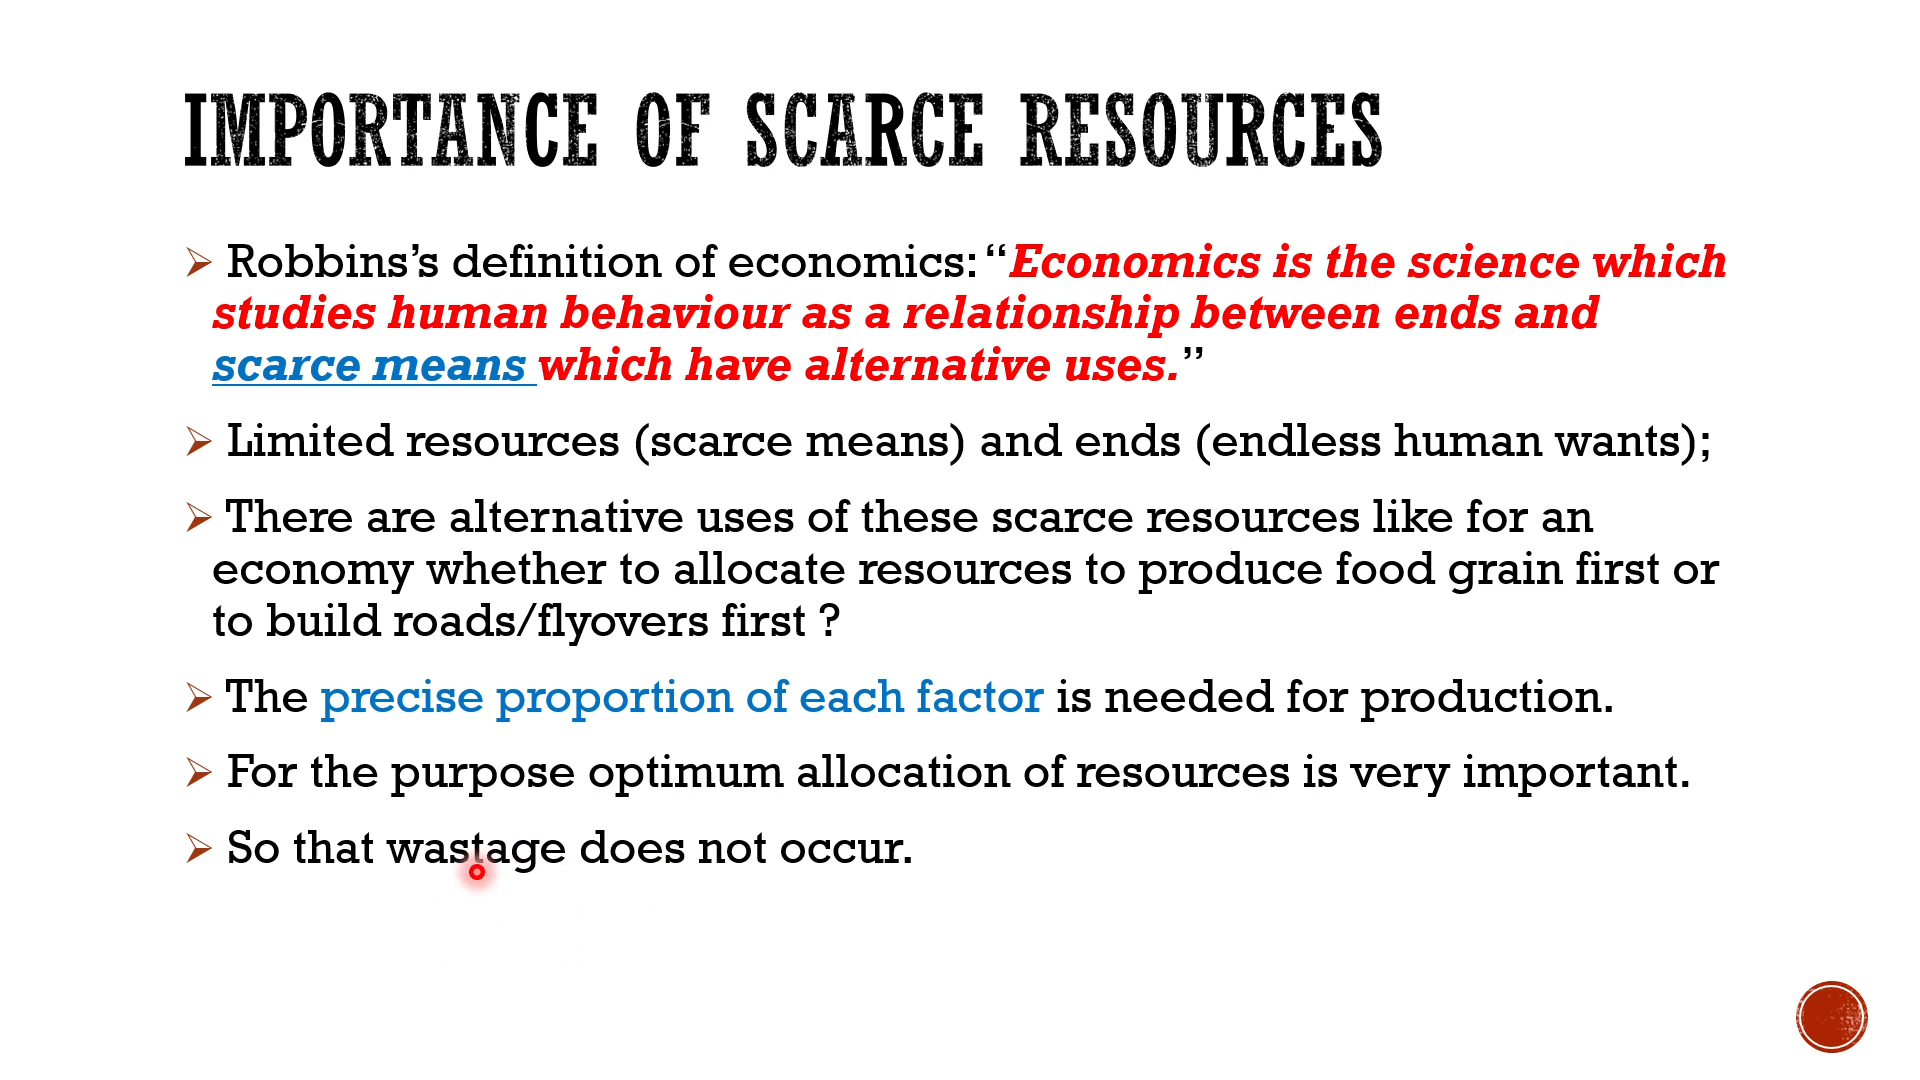 IMPORTANCE OF SCARCE RESOURCES
➢ Robbins’s definition of economics: “Economics is the science which
studies human behaviour as a relationship between ends and
scarce means which have alternative uses.”
➢ Limited resources (scarce means) and ends (endless human wants);
➢ There are alternative uses of these scarce resources like for an
economy whether to allocate resources to produce food grain first or
to build roads/flyovers first ?
➢ The precise proportion of each factor is needed for production.
➢ For the purpose optimum allocation of resources is very important.
➢ So that wastage does not occur.